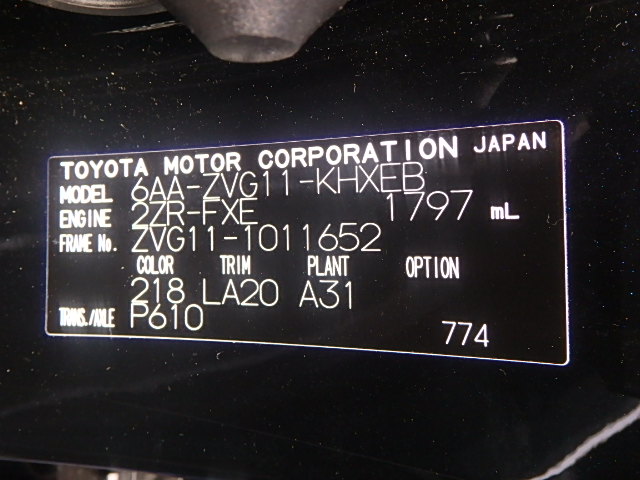 TOYOTA MOTOR CORPORATION JAPAN
MODEL 6AA-ZVG11-KHXEB
ENGINE 2ZR-FXE 1797 mL
FRAME No. ZVG11-1011652
COLOR TRIM PLANT OPTION
218 LA20 A31
TRANS./AXLE P610
774